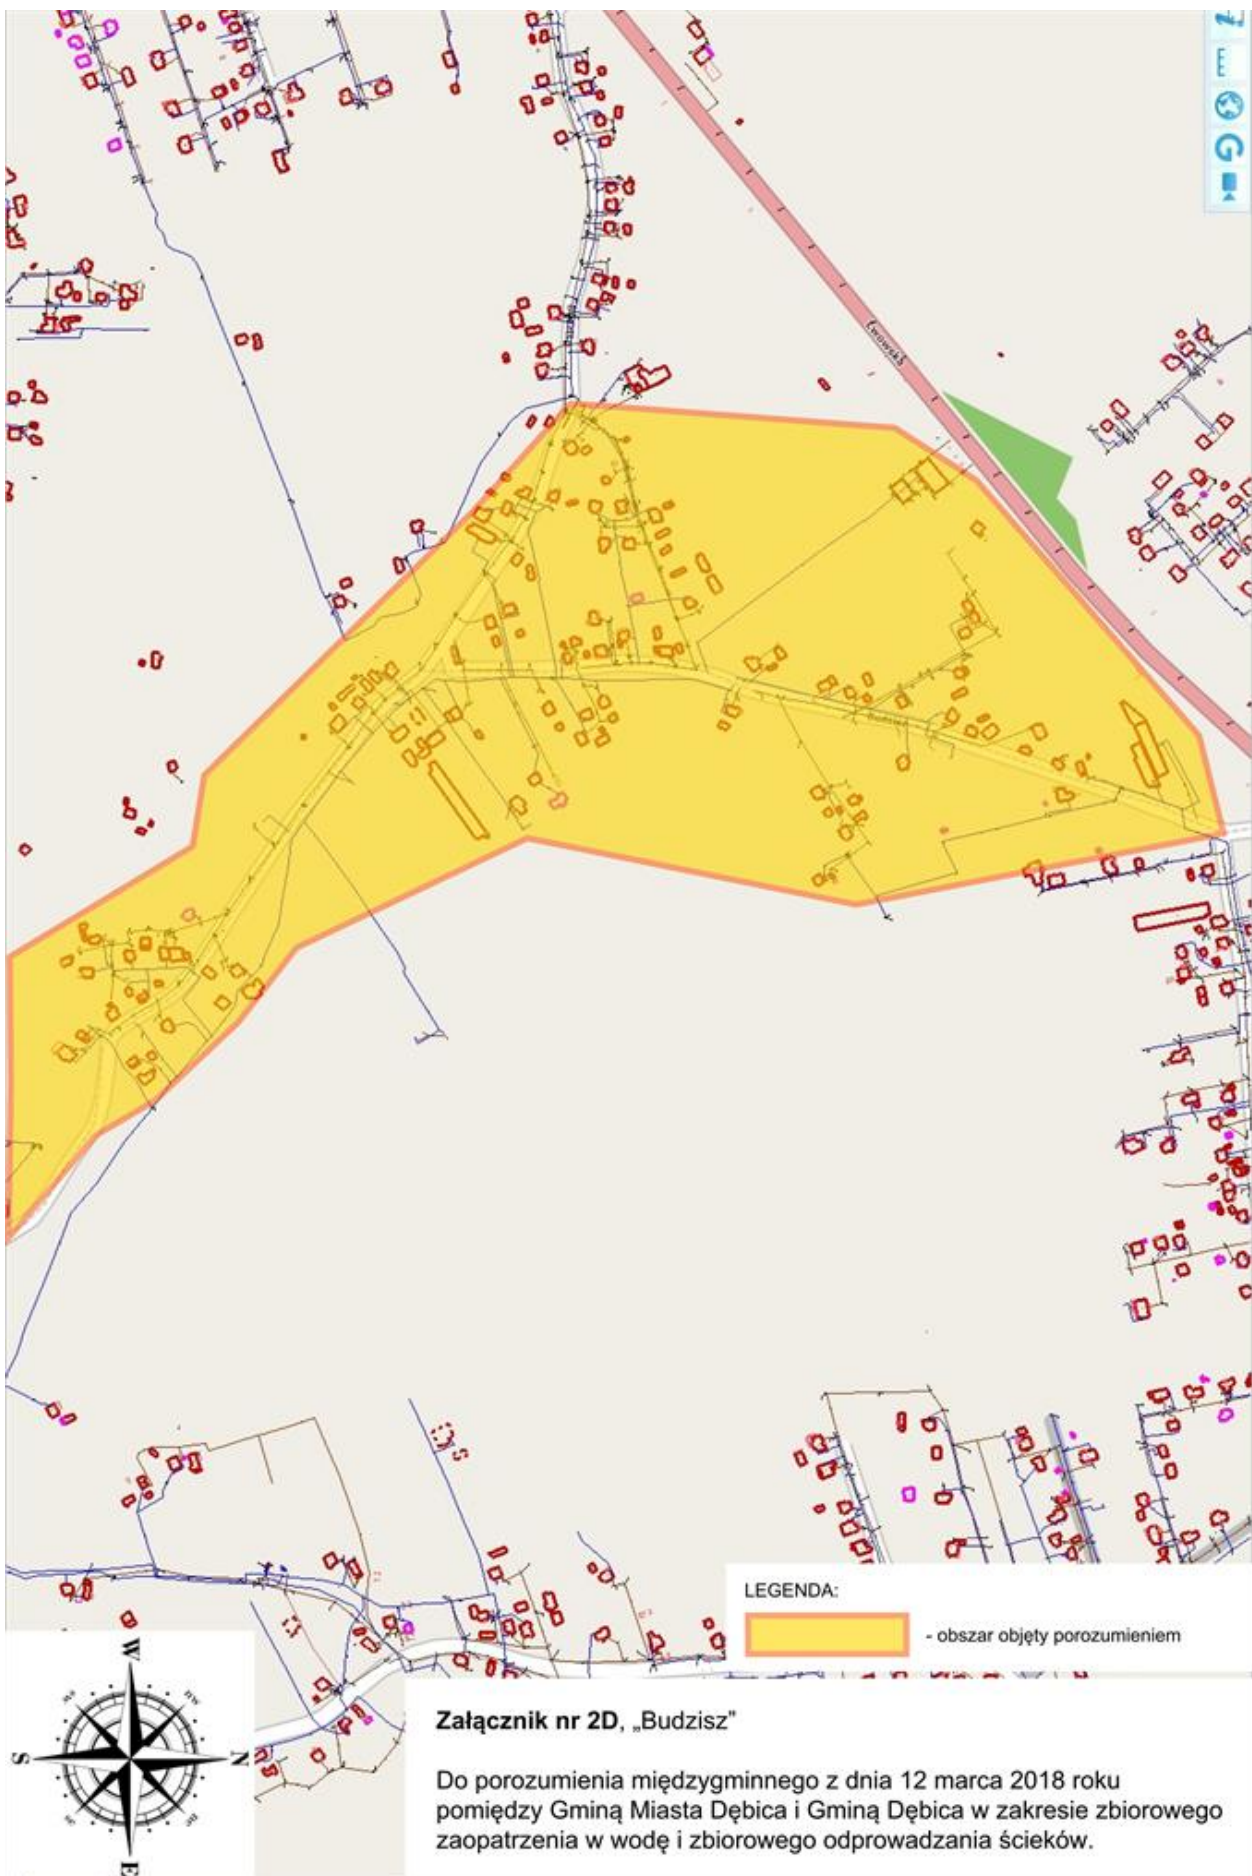 Lwowska
LEGENDA:
- obszar objęty porozumieniem
W
S
N
E
Załącznik nr 2D, „Budzisz”
Do porozumienia międzygminnego z dnia 12 marca 2018 roku
pomiędzy Gminą Miasta Dębica i Gminą Dębica w zakresie zbiorowego
zaopatrzenia w wodę i zbiorowego odprowadzania ścieków.